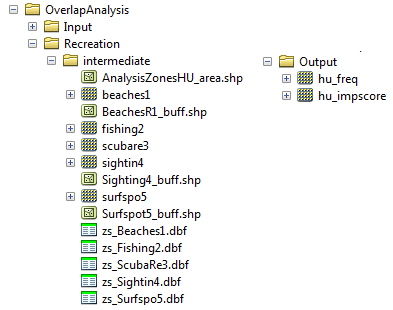 OverlapAnalysis
Input
Recreation
intermediate
AnalysisZonesHU_area.shp
beaches1
BeachesR1_buff.shp
fishing2
scubare3
sightin4
Sighting4_buff.shp
surfspo5
Surfspot5_buff.shp
zs_Beaches1.dbf
zs_Fishing2.dbf
zs_ScubaRe3.dbf
zs_Sightin4.dbf
zs_Surfspo5.dbf
Output
hu_freq
hu_impscore